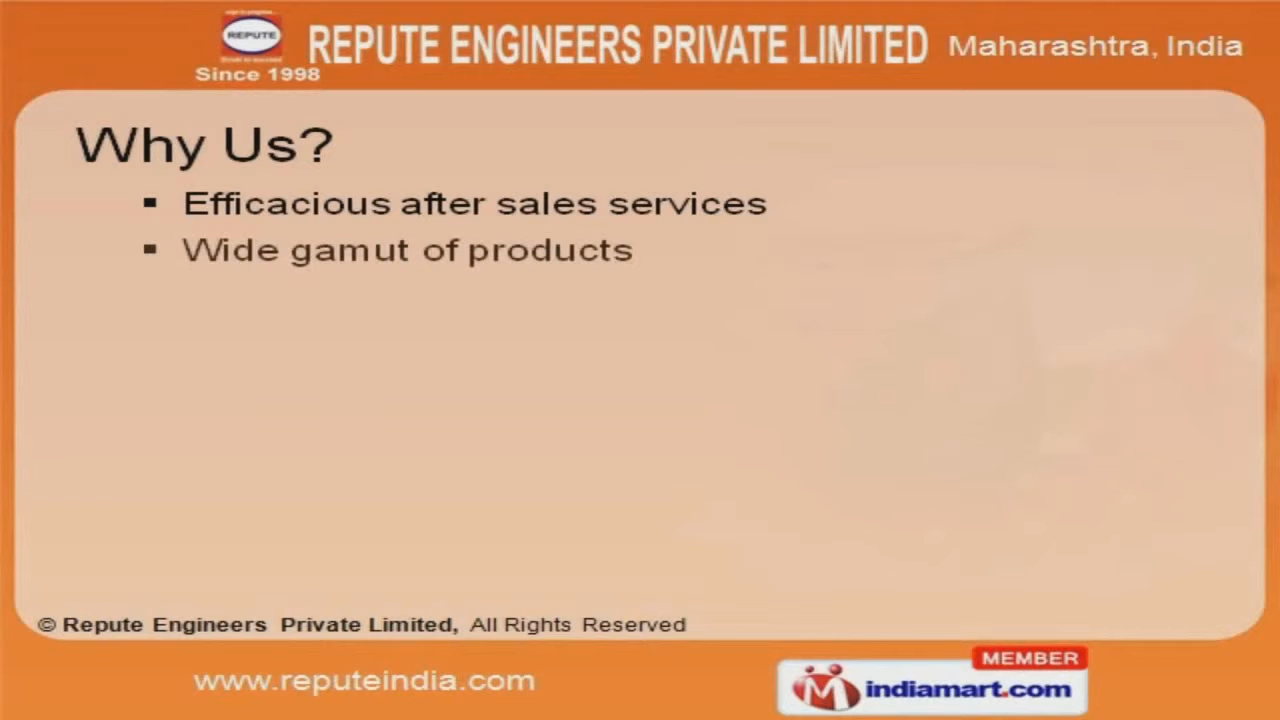 REPUTE
Since 1998
REPUTE ENGINEERS PRIVATE LIMITED
Maharashtra, India
Why Us?
▪ Efficacious after sales services
▪ Wide gamut of products
© Repute Engineers Private Limited, All Rights Reserved
www.reputeindia.com
MEMBER
indiamart.com